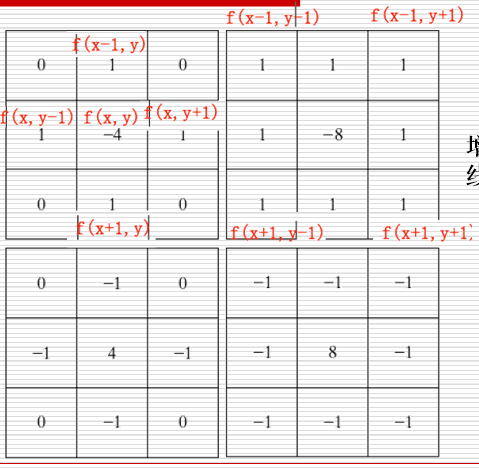 f(x-1, y-1) f(x-1, y+1)
f(x-1, y)
0 1 0 1 1 1
f(x, y-1) f(x, y) f(x, y+1)
1 −4 1 1 −8 1
0 1 0 1 1 1
f(x+1, y) f(x+1, y-1) f(x+1, y+1)
0 −1 0 −1 −1 −1
−1 4 −1 −1 8 −1
0 −1 0 −1 −1 −1